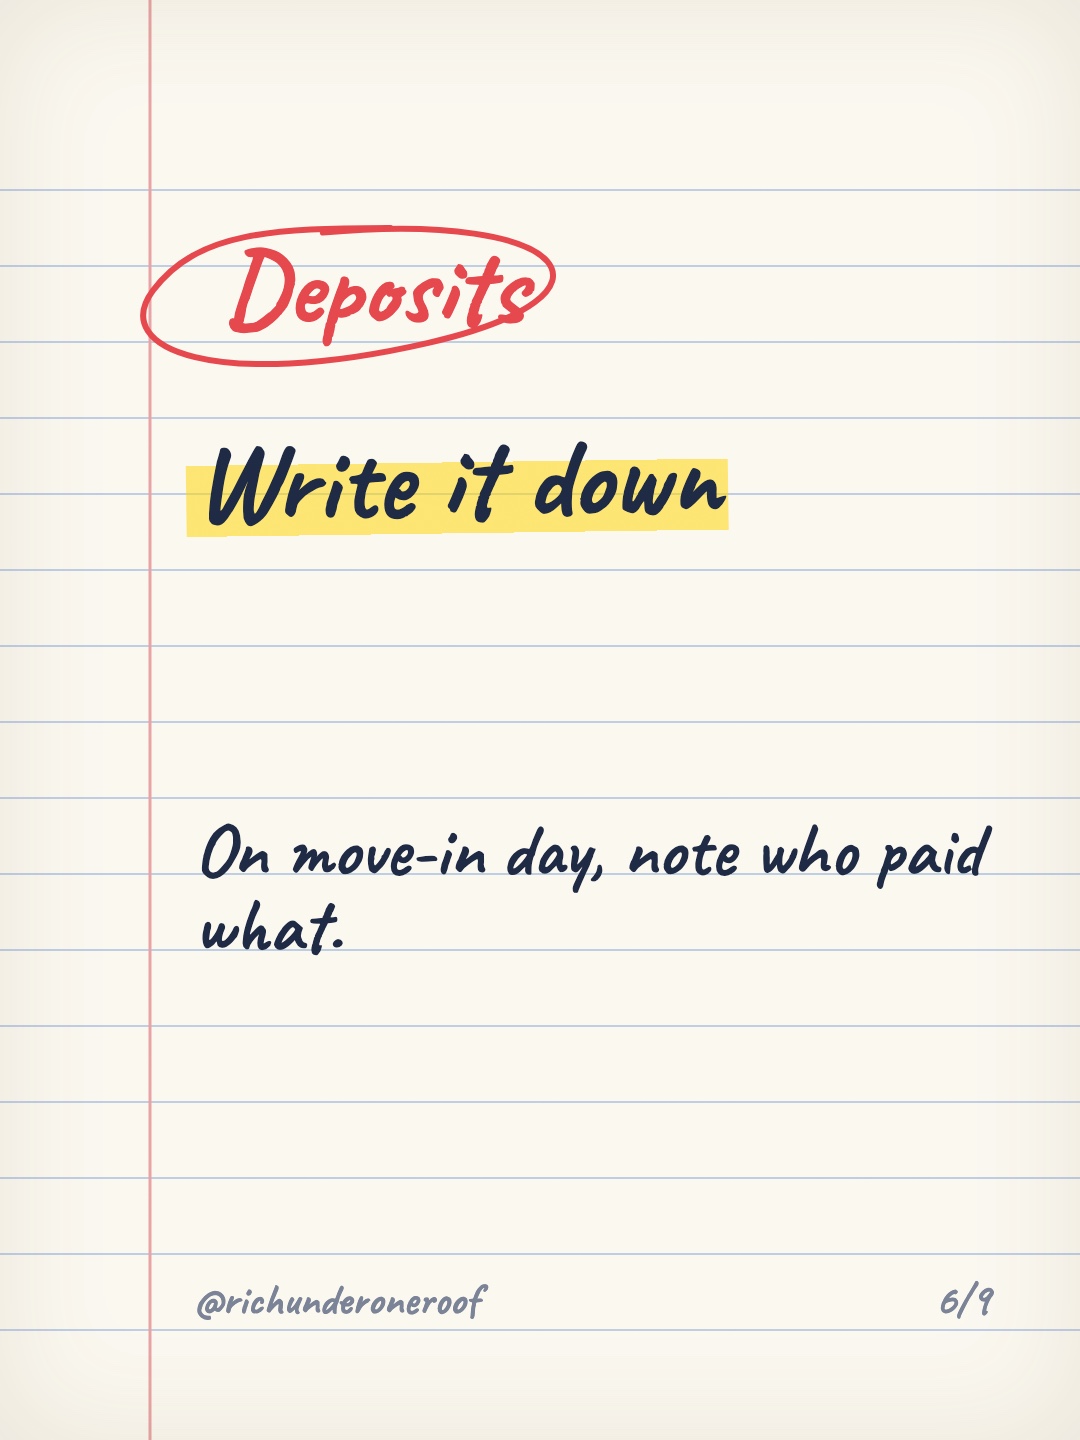 Deposits
Write it down
On move-in day, note who paid
what.
@richunderoneroof
6/9